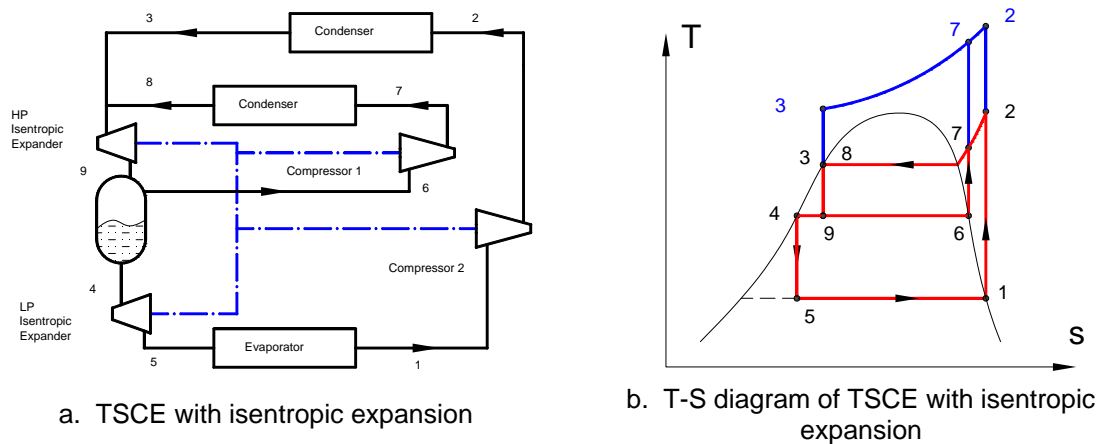 3
Condenser
2
8
Condenser
7
HP
Isentropic
Expander
9
Compressor 1
6
Compressor 2
4
LP
Isentropic
Expander
5
Evaporator
1
a. TSCE with isentropic expansion
T
2
7
3
2
7
3
8
4
9
6
5
1
s
b. T-S diagram of TSCE with isentropic
expansion